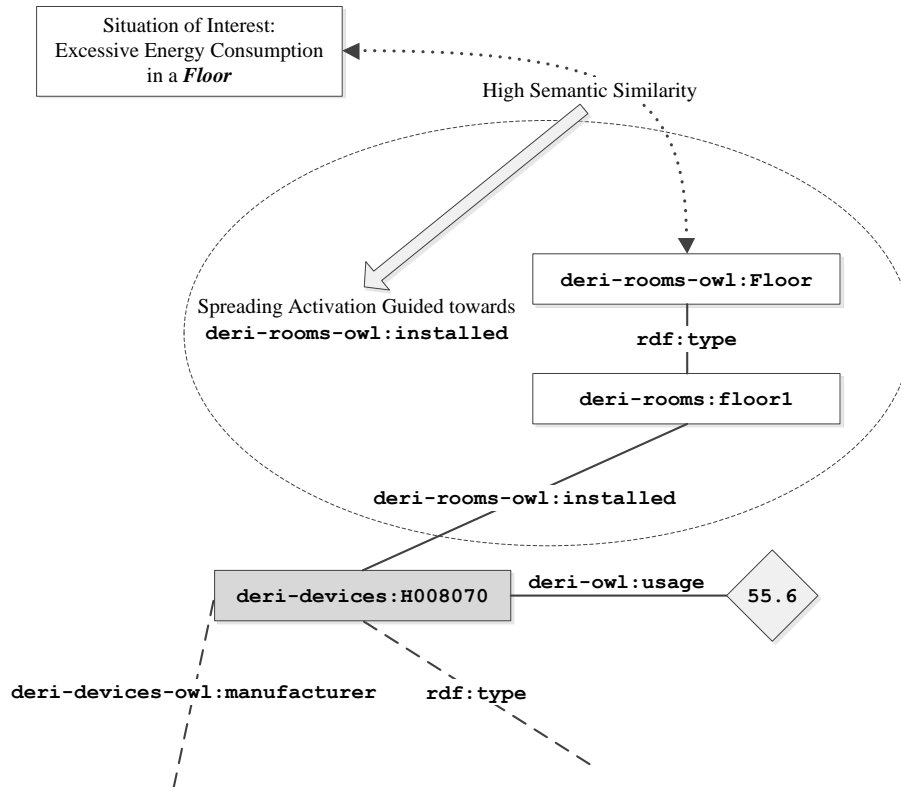 Situation of Interest:
Excessive Energy Consumption
in a Floor
High Semantic Similarity
deri-rooms-owl:Floor
Spreading Activation Guided towards
deri-rooms-owl:installed
rdf:type
deri-rooms:floor1
deri-rooms-owl:installed
deri-owl:usage
deri-devices:H008070
55.6
deri-devices-owl:manufacturer
rdf:type